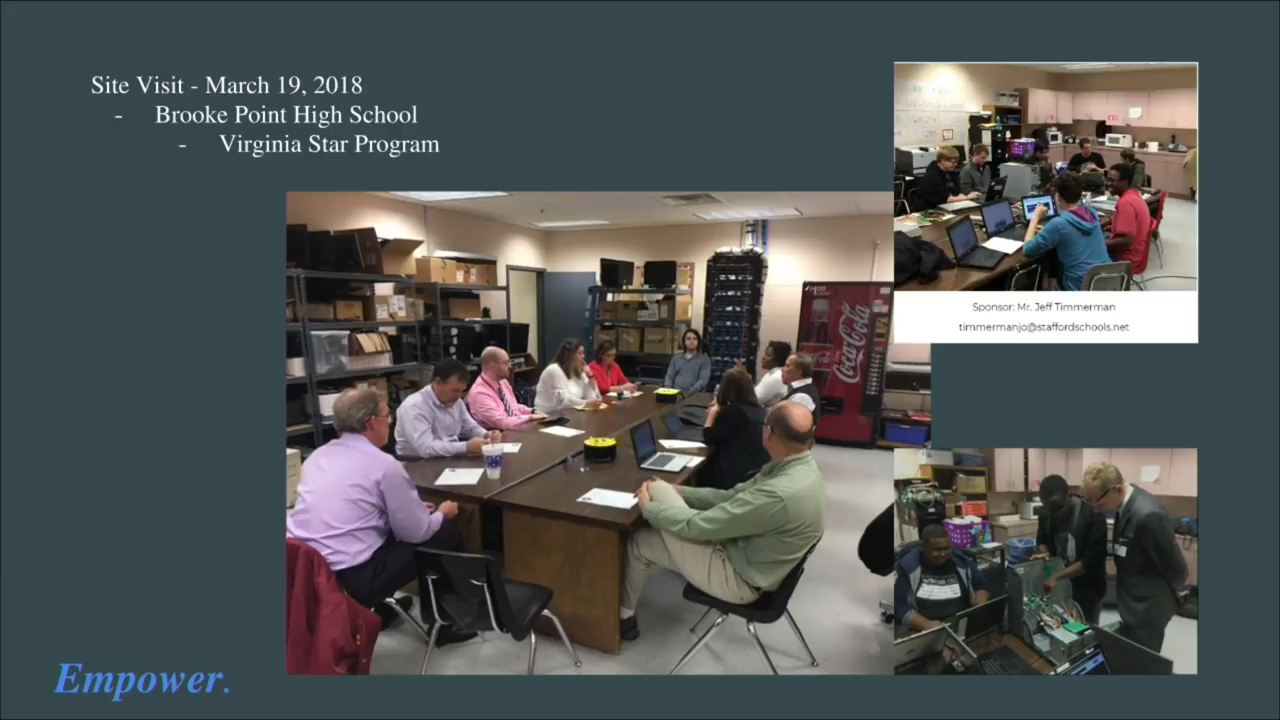 Site Visit - March 19, 2018
- Brooke Point High School
- Virginia Star Program
Coca-Cola
Sponsor: Mr. Jeff Timmerman
timmermanjo@staffordschools.net
Empower.